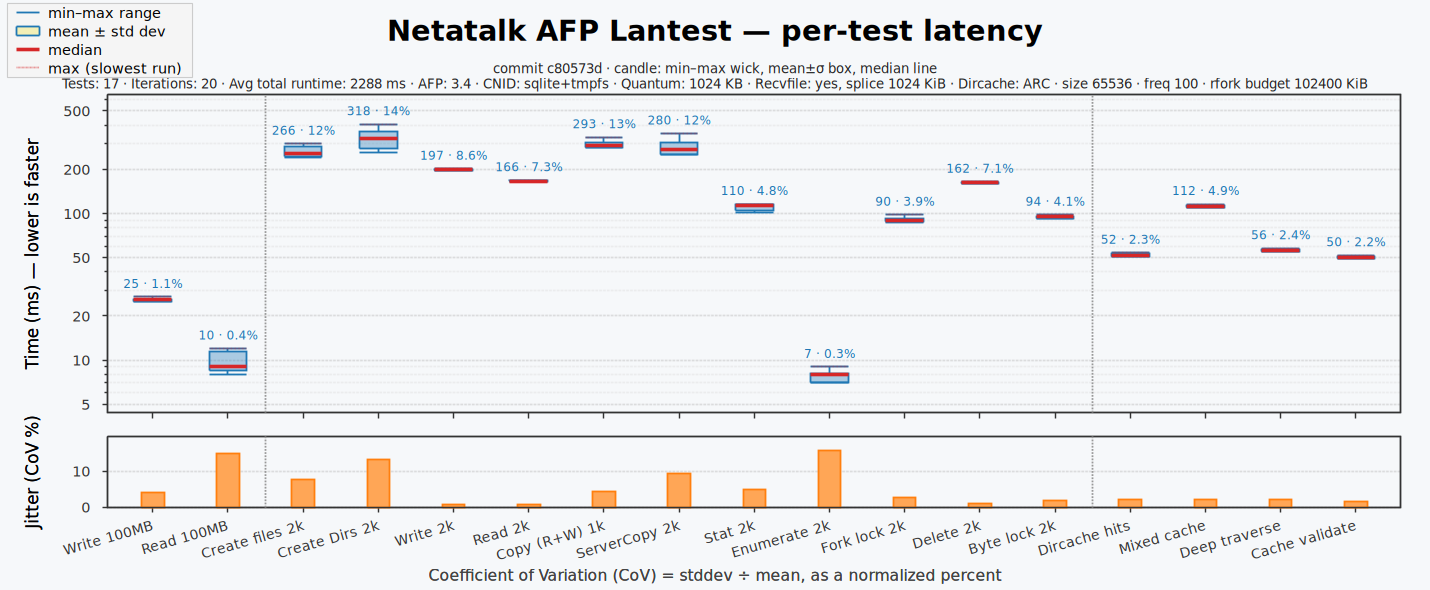 min–max range
mean ± std dev
median
max (slowest run)
Netatalk AFP Lantest — per-test latency
commit c80573d · candle: min–max wick, mean±σ box, median line
Tests: 17 · Iterations: 20 · Avg total runtime: 2288 ms · AFP: 3.4 · CNID: sqlite+tmpfs · Quantum: 1024 KB · Recvfile: yes, splice 1024 KiB · Dircache: ARC · size 65536 · freq 100 · rfork budget 102400 KiB
Time (ms) — lower is faster
500
200
100
50
20
10
5
25 · 1.1%
10 · 0.4%
266 · 12%
318 · 14%
197 · 8.6%
166 · 7.3%
293 · 13%
280 · 12%
110 · 4.8%
7 · 0.3%
90 · 3.9%
162 · 7.1%
94 · 4.1%
52 · 2.3%
112 · 4.9%
56 · 2.4%
50 · 2.2%
Jitter (CoV %)
10
0
Write 100MB
Read 100MB
Create files 2k
Create Dirs 2k
Write 2k
Read 2k
Copy (R+W) 1k
ServerCopy 2k
Stat 2k
Enumerate 2k
Fork lock 2k
Delete 2k
Byte lock 2k
Dircache hits
Mixed cache
Deep traverse
Cache validate
Coefficient of Variation (CoV) = stddev ÷ mean, as a normalized percent